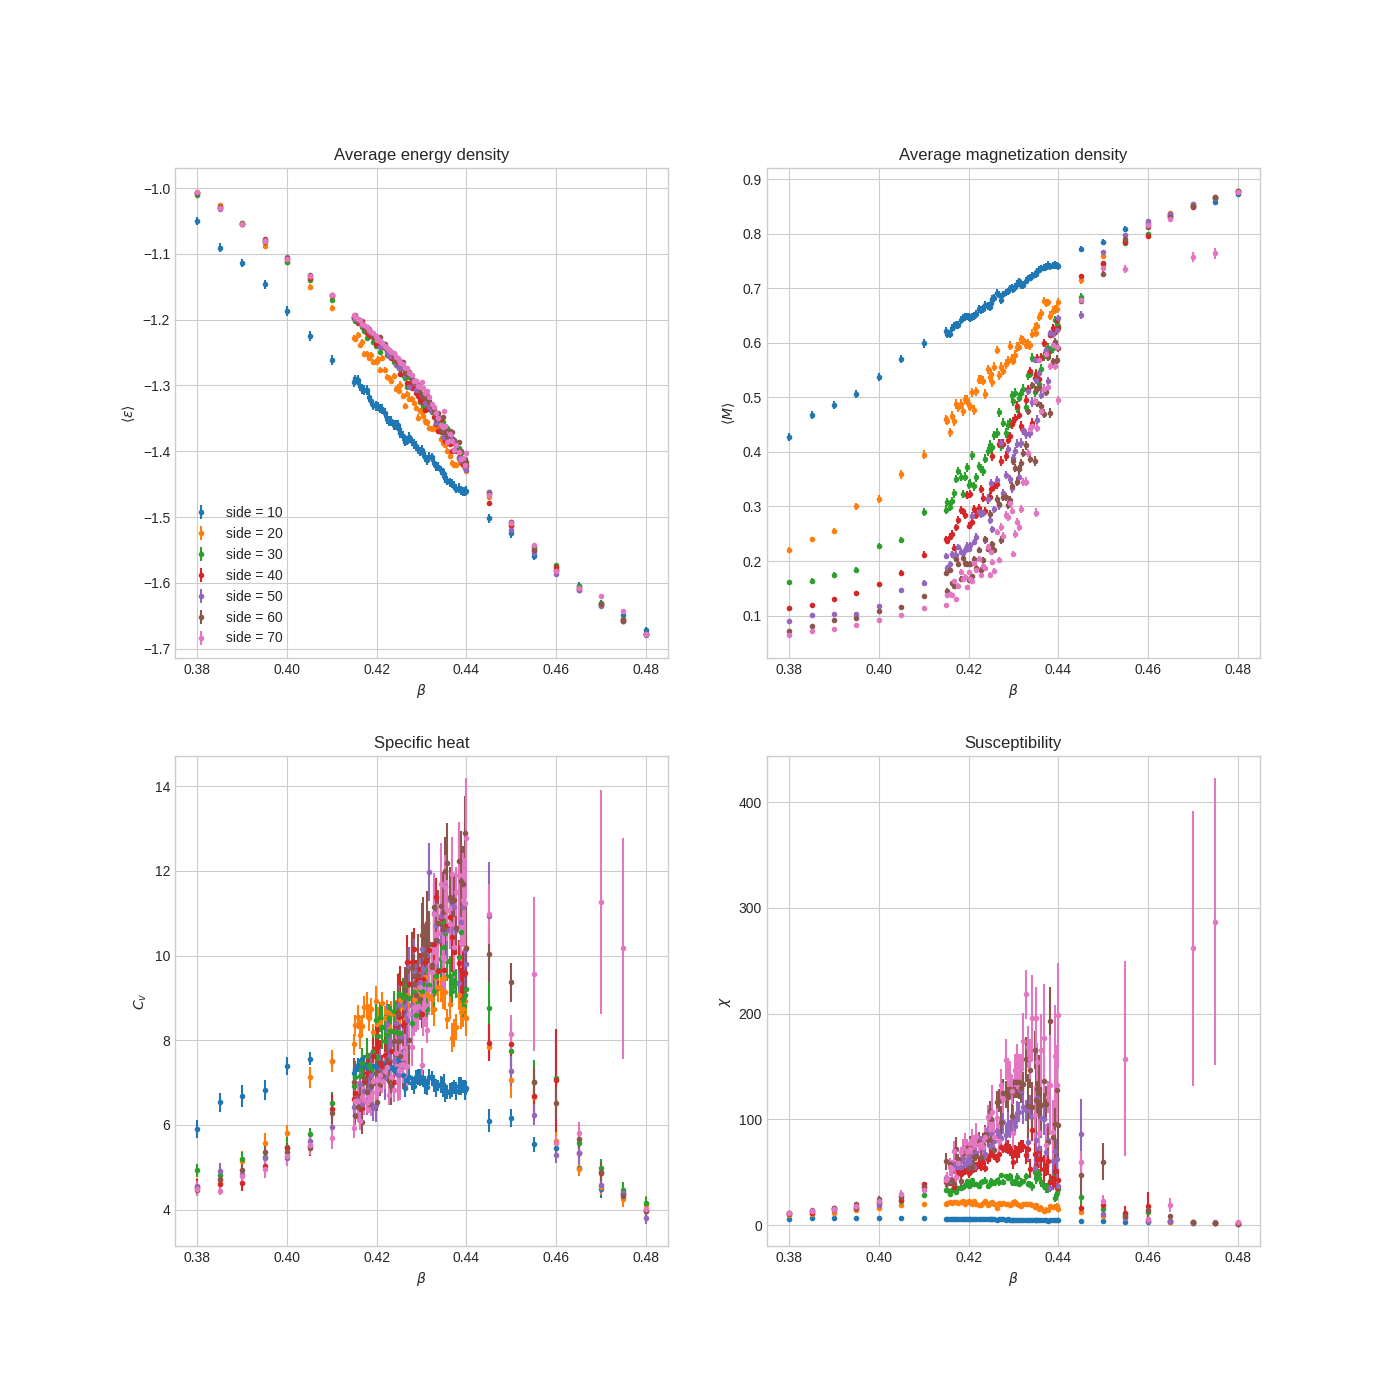 Average energy density
−1.0
−1.1
−1.2
−1.3
−1.4
−1.5
−1.6
−1.7
⟨ε⟩
side = 10
side = 20
side = 30
side = 40
side = 50
side = 60
side = 70
0.38 0.40 0.42 0.44 0.46 0.48
β
Average magnetization density
0.9
0.8
0.7
0.6
0.5
0.4
0.3
0.2
0.1
⟨M⟩
0.38 0.40 0.42 0.44 0.46 0.48
β
Specific heat
14
12
10
8
6
4
Cv
0.38 0.40 0.42 0.44 0.46 0.48
β
Susceptibility
400
300
200
100
0
χ
0.38 0.40 0.42 0.44 0.46 0.48
β